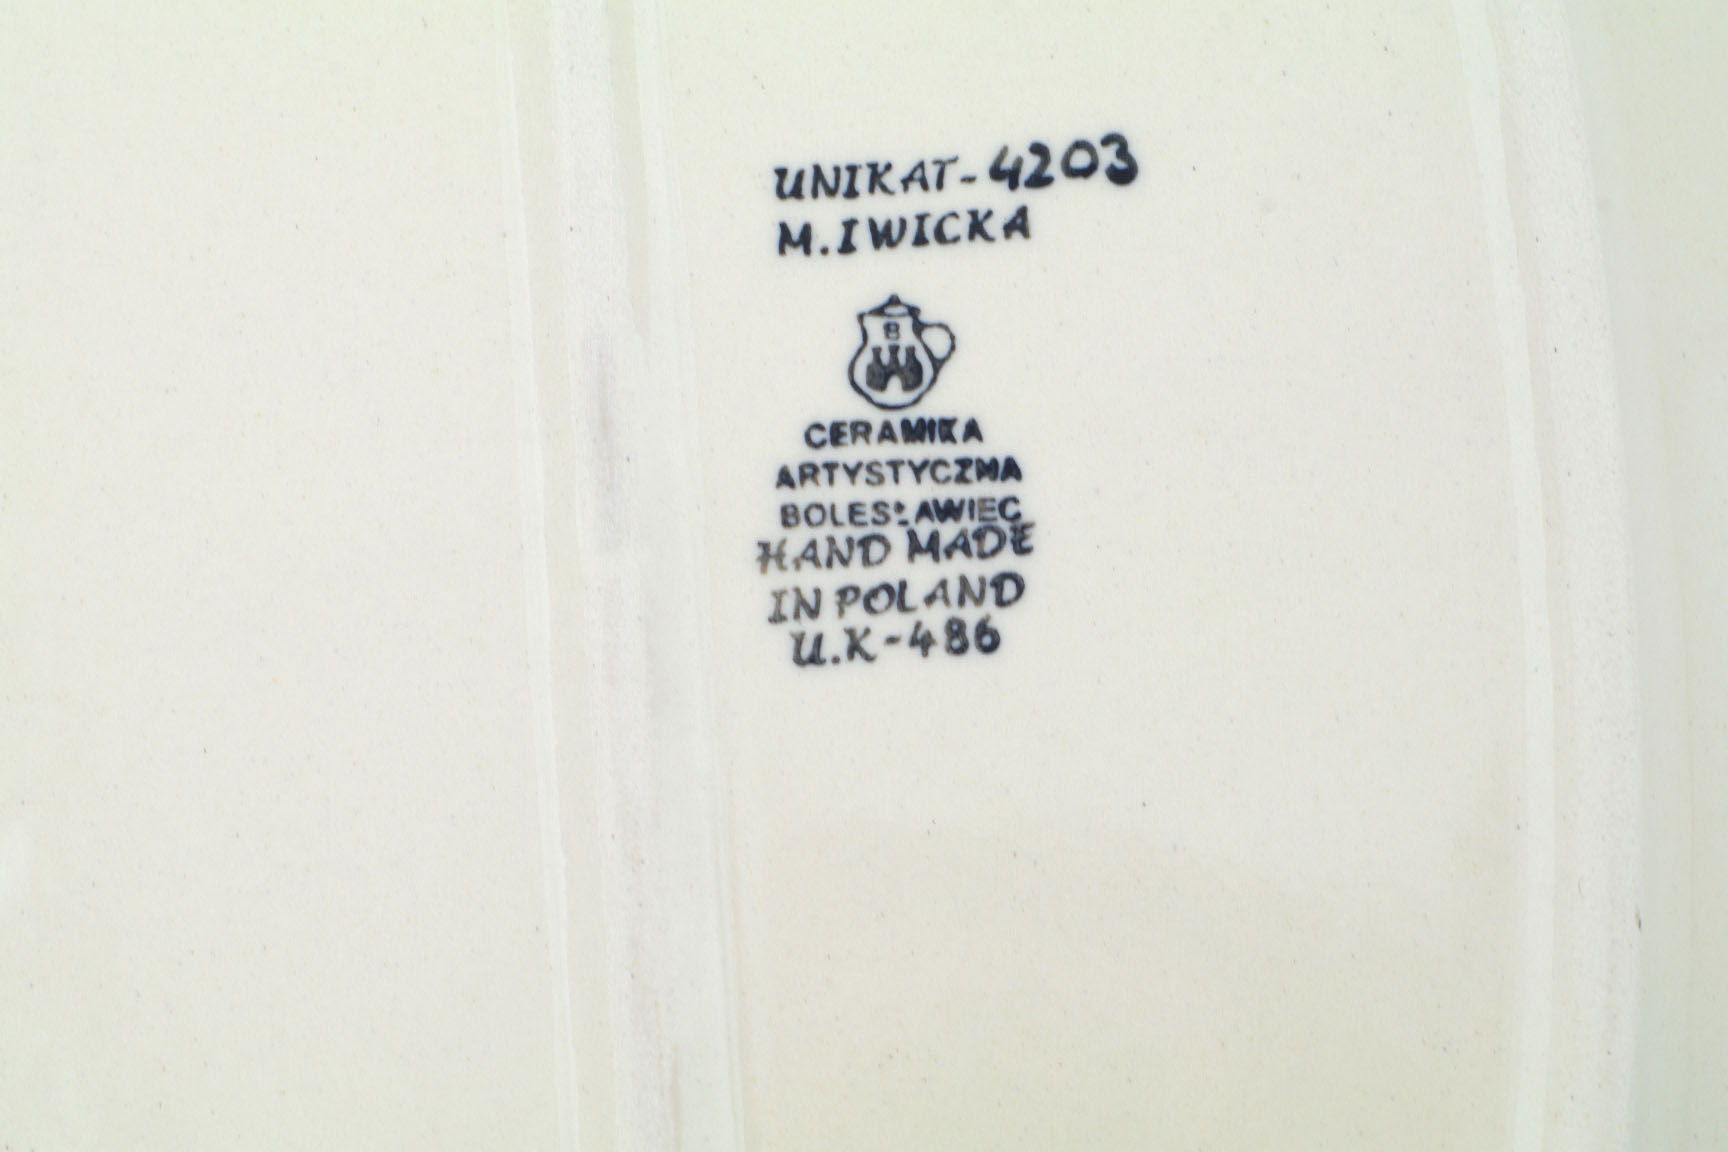 UNIKAT-4203
M.IWICKA
B
CERAMIKA
ARTYSTYCZNA
BOLESŁAWIEC
HAND MADE
IN POLAND
U.K-486